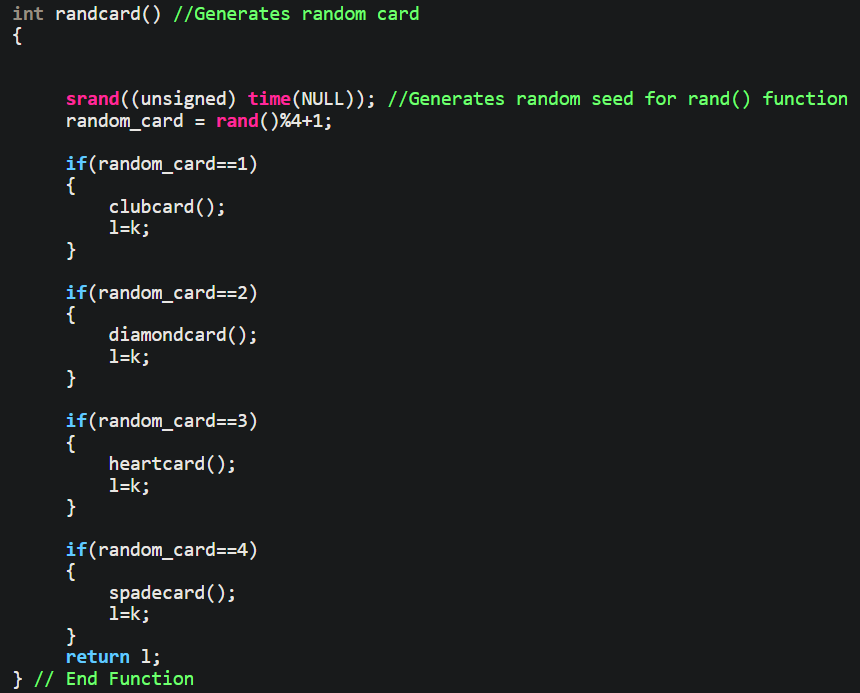 int randcard() //Generates random card
{
srand((unsigned) time(NULL)); //Generates random seed for rand() function
random_card = rand()%4+1;
if(random_card==1)
{
clubcard();
l=k;
}
if(random_card==2)
{
diamondcard();
l=k;
}
if(random_card==3)
{
heartcard();
l=k;
}
if(random_card==4)
{
spadecard();
l=k;
}
return l;
} // End Function